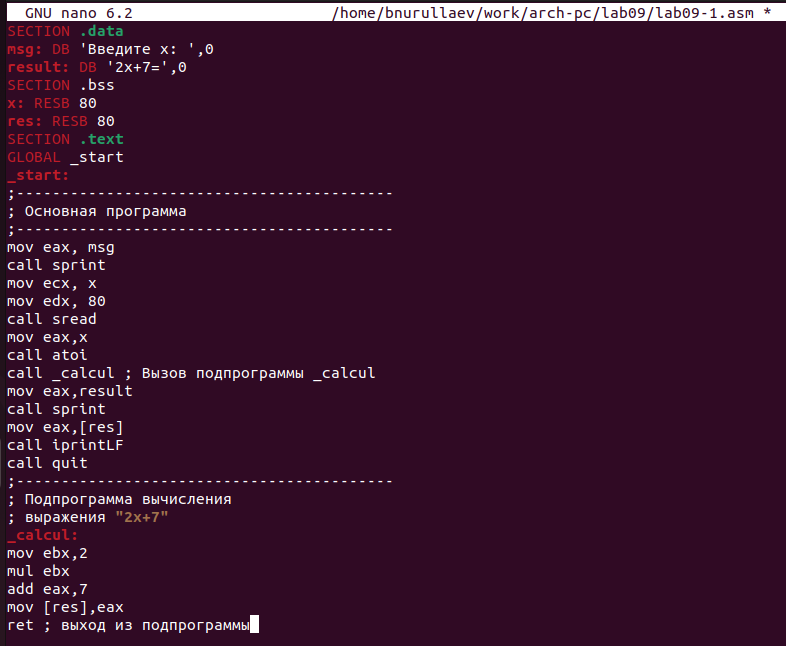 GNU nano 6.2 /home/bnurullaev/work/arch-pc/lab09/lab09-1.asm *
SECTION .data
msg: DB 'Введите x: ',0
result: DB '2x+7=',0
SECTION .bss
x: RESB 80
res: RESB 80
SECTION .text
GLOBAL _start
_start:
;------------------------------------------
; Основная программа
;------------------------------------------
mov eax, msg
call sprint
mov ecx, x
mov edx, 80
call sread
mov eax,x
call atoi
call _calcul ; Вызов подпрограммы _calcul
mov eax,result
call sprint
mov eax,[res]
call iprintLF
call quit
;------------------------------------------
; Подпрограмма вычисления
; выражения "2x+7"
_calcul:
mov ebx,2
mul ebx
add eax,7
mov [res],eax
ret ; выход из подпрограммы